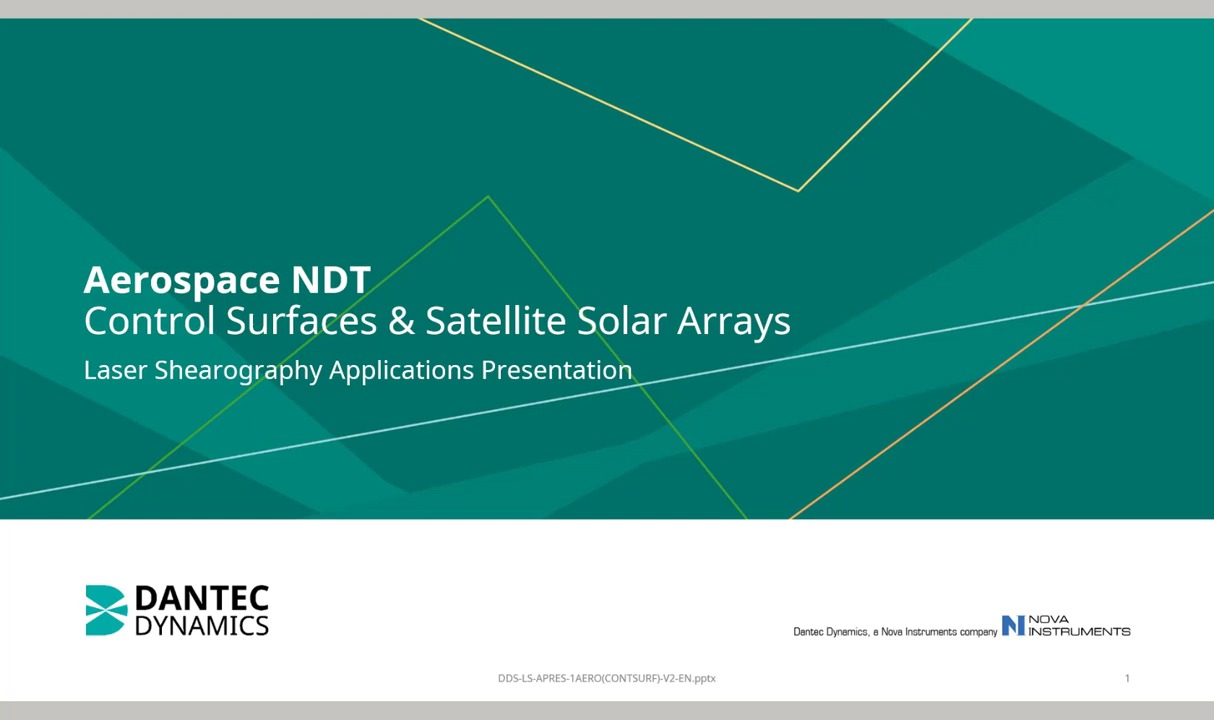 Aerospace NDT
Control Surfaces & Satellite Solar Arrays
Laser Shearography Applications Presentation
DANTEC
DYNAMICS
Dantec Dynamics, a Nova Instruments company
NOVA
INSTRUMENTS
DDS-LS-APRES-1AERO(CONTSURF)-V2-EN.pptx
1